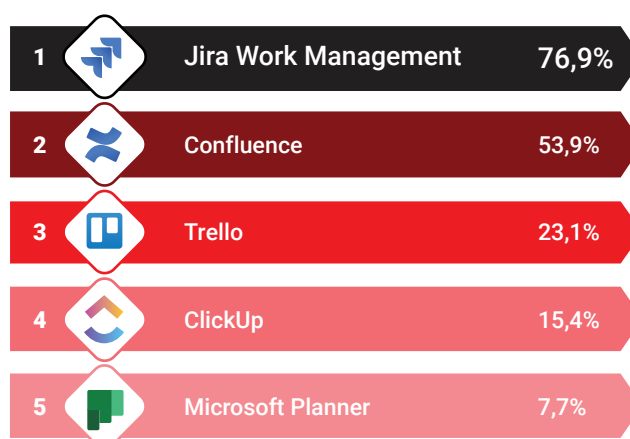 1 Jira Work Management 76,9%
2 Confluence 53,9%
3 Trello 23,1%
4 ClickUp 15,4%
5 Microsoft Planner 7,7%